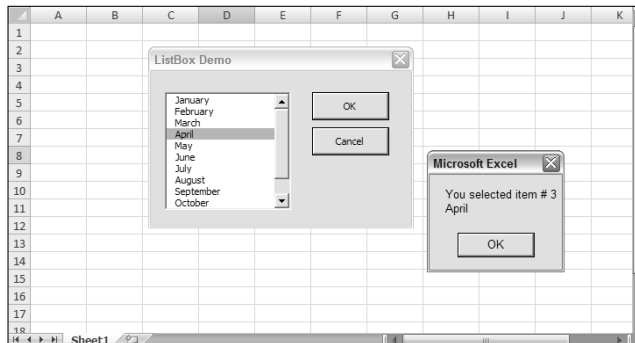 A B C D E F G H I J K
1
2
ListBox Demo
3
4
5
January
OK
February
6
March
7
April
Cancel
May
8
June
Microsoft Excel
9
July
August
10
September
You selected item # 3
11
October
April
12
13
OK
14
15
16
17
18
Sheet1